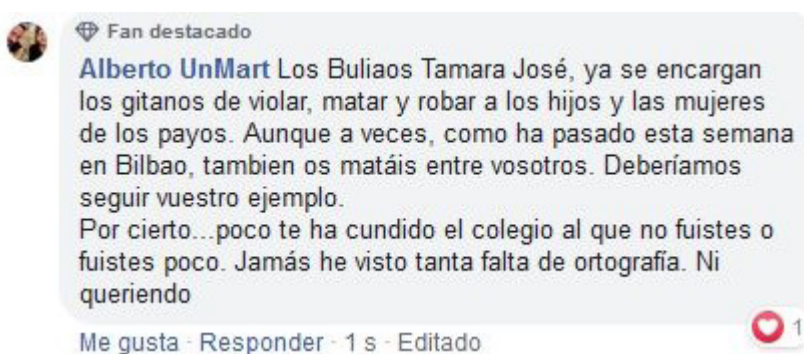 Fan destacado
Alberto UnMart Los Buliaos Tamara José, ya se encargan
los gitanos de violar, matar y robar a los hijos y las mujeres
de los payos. Aunque a veces, como ha pasado esta semana
en Bilbao, tambien os matáis entre vosotros. Deberíamos
seguir vuestro ejemplo.
Por cierto...poco te ha cundido el colegio al que no fuistes o
fuistes poco. Jamás he visto tanta falta de ortografía. Ni
queriendo
Me gusta · Responder · 1 s · Editado
1